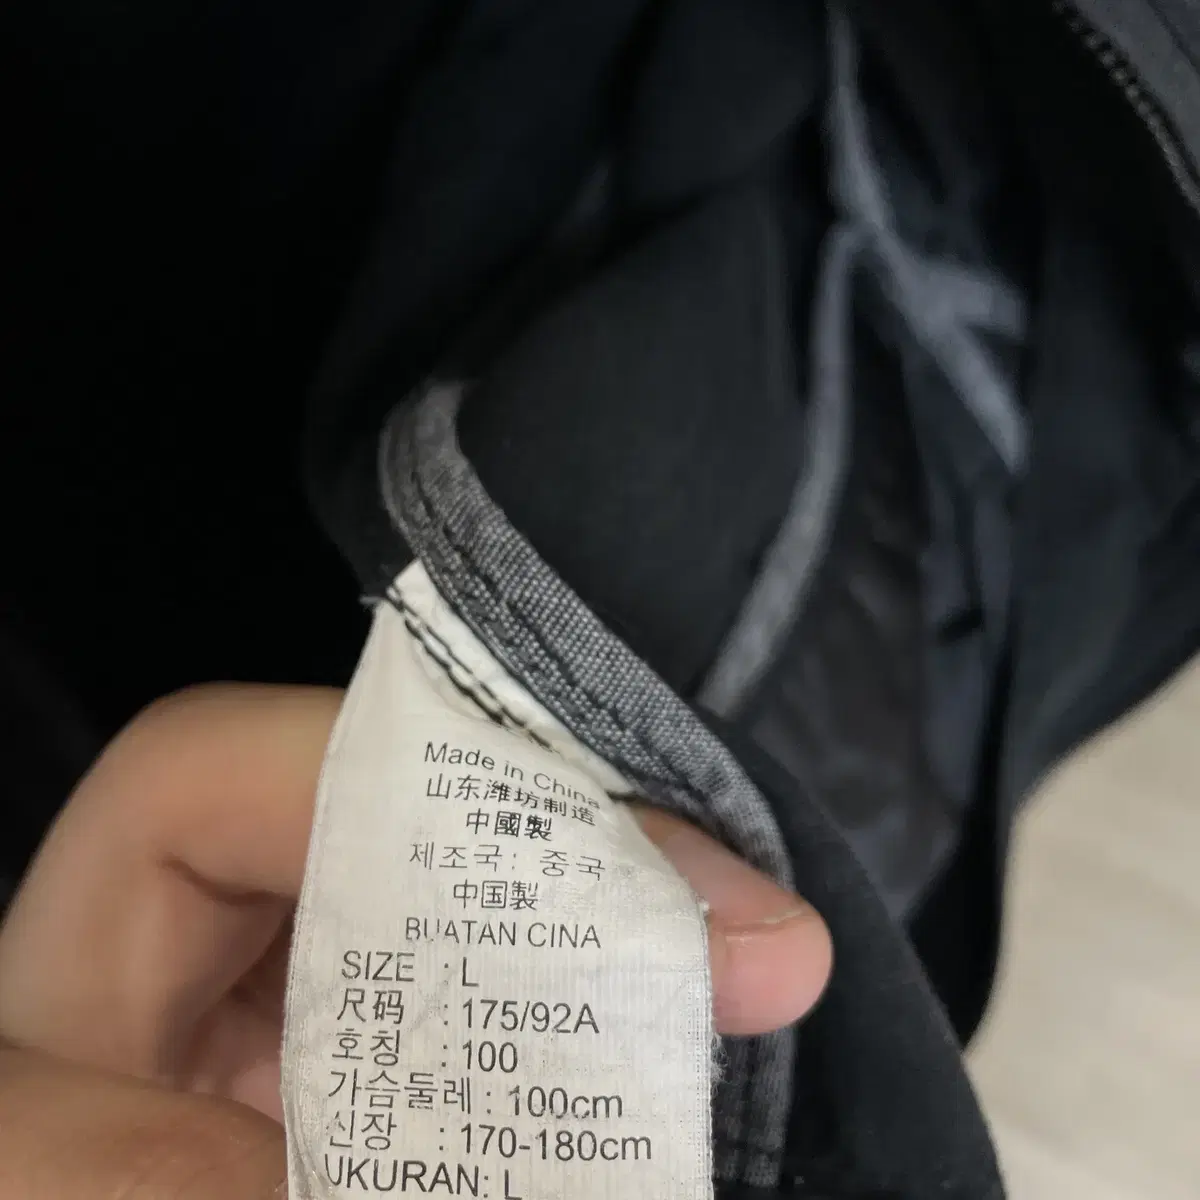 Made in China
山东潍坊制造
中國製
제조국: 중국
中国製
BUATAN CINA
SIZE : L
尺码 : 175/92A
호칭 : 100
가슴둘레 : 100cm
신장 : 170-180cm
UKURAN: L